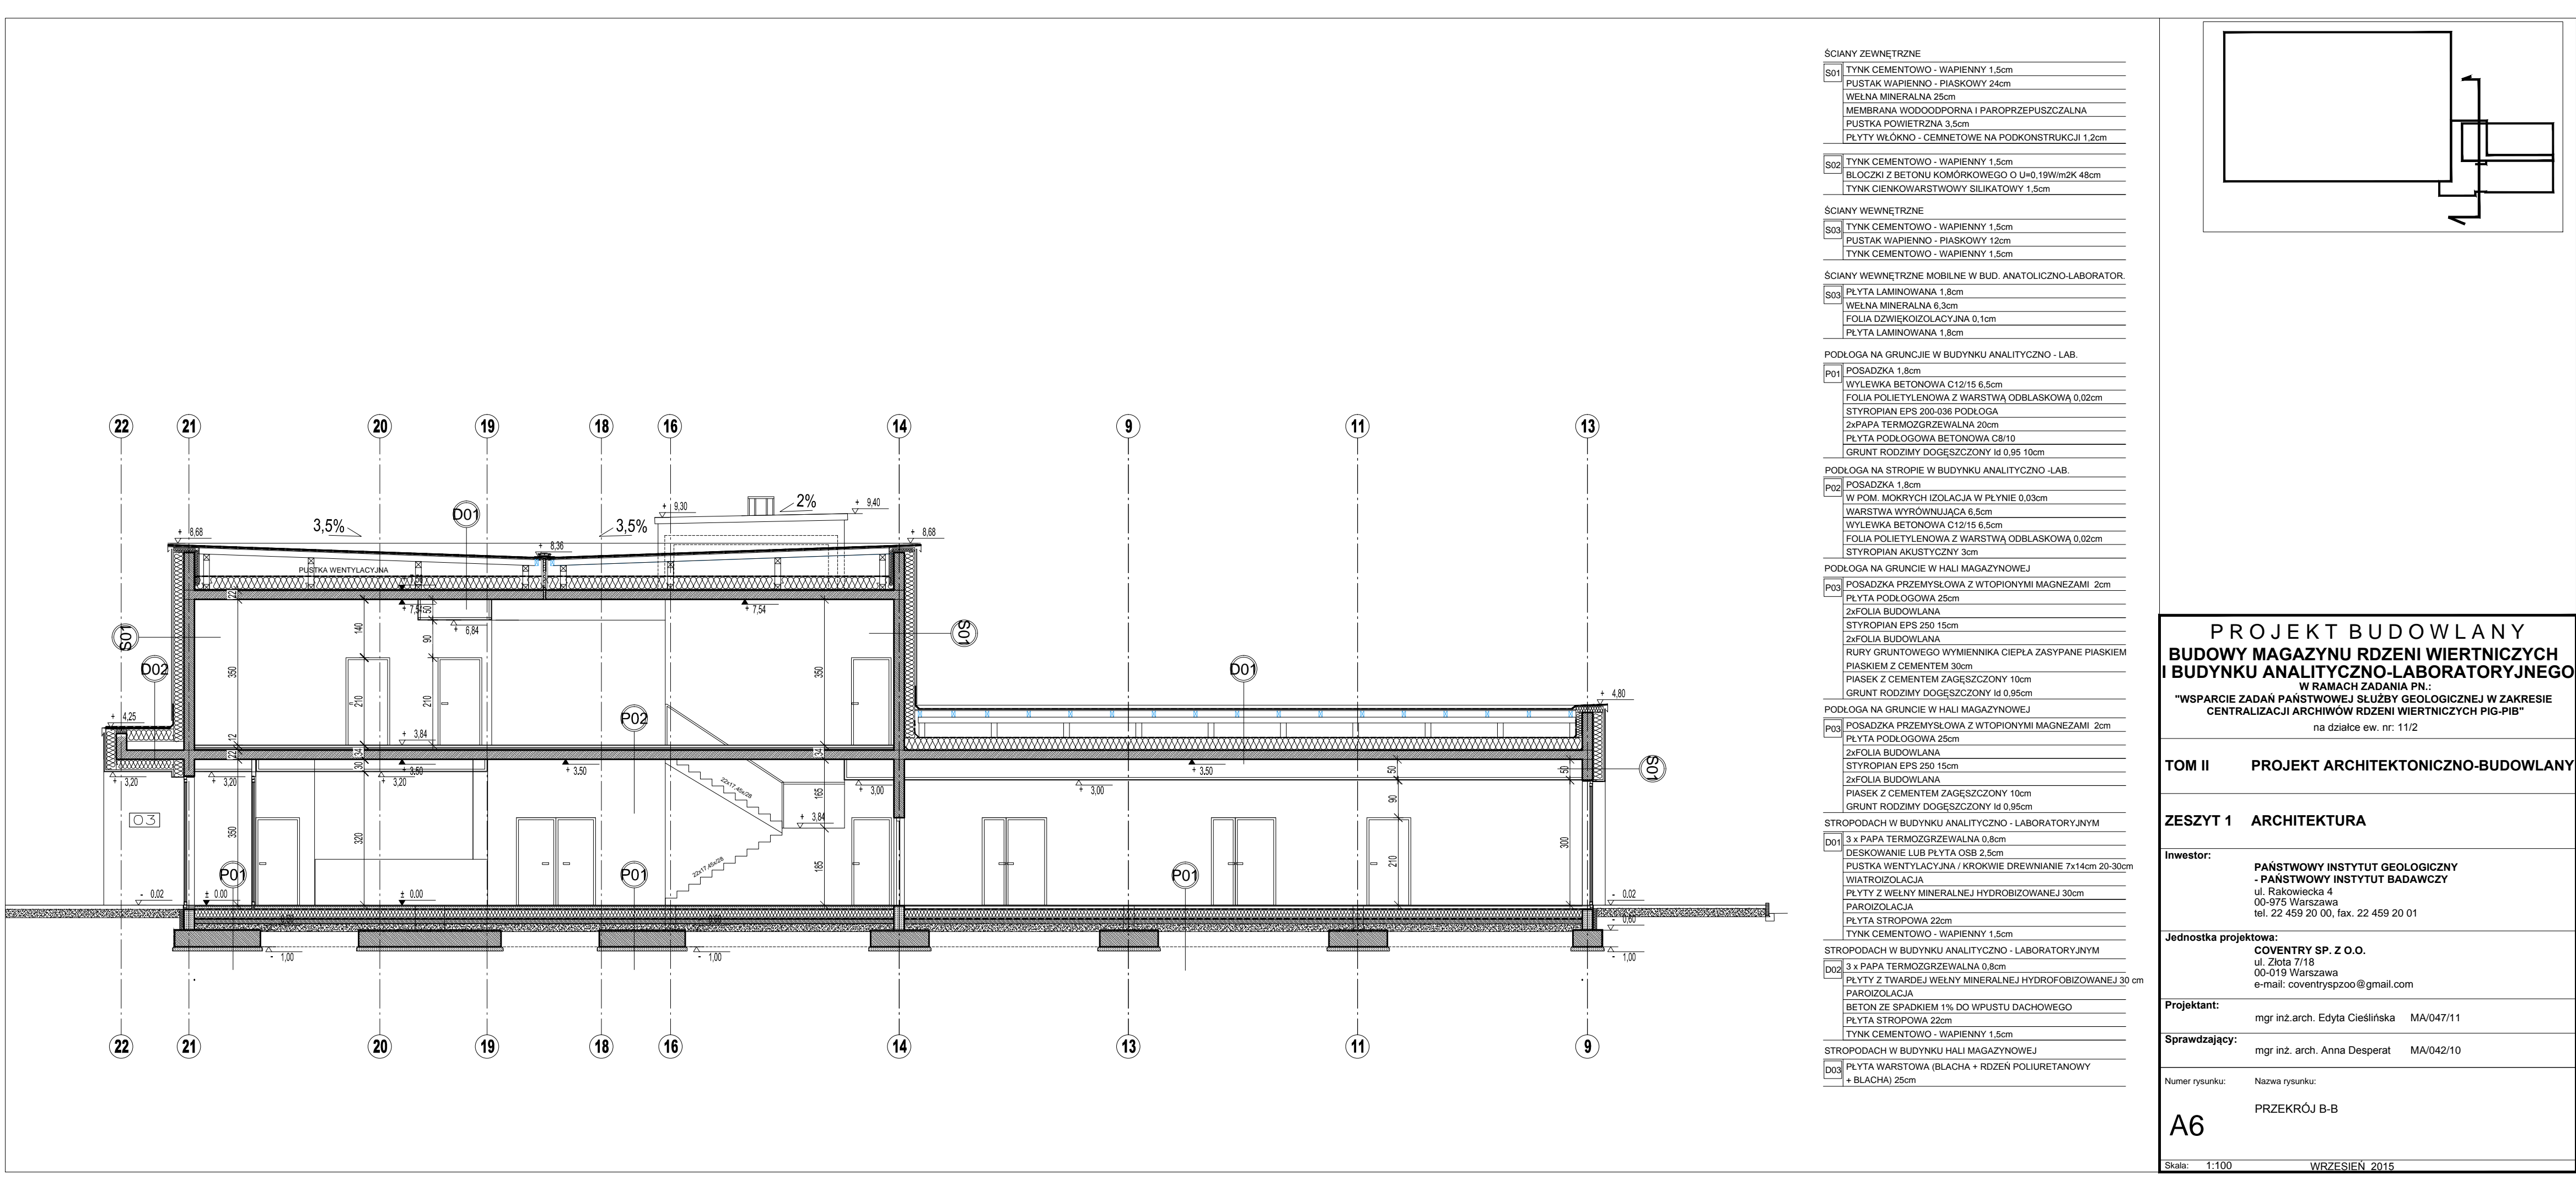 22
21
20
19
18
16
14
9
11
13
D01
3,5%
3,5%
2%
+ 9,30
+ 9,40
+ 8,68
+ 8,36
+ 8,68
PUSTKA WENTYLACYJNA
+ 7,54
+ 7,54
+ 6,84
22
50
140
90
350
210
210
350
S01
S01
D02
D01
P02
+ 4,25
+ 4,80
+ 3,84
12
22
34
34
30
+ 3,50
+ 3,50
+ 3,50
50
50
S01
+ 3,20
+ 3,20
+ 3,20
+ 3,00
+ 3,00
22x17,45x/28
165
+ 3,84
90
03
350
320
300
22x17,45x/28
185
210
P01
P01
P01
- 0,02
± 0,00
± 0,00
- 0,02
- 0,60
- 1,00
- 1,00
- 1,00
22
21
20
19
18
16
14
13
11
9
ŚCIANY ZEWNĘTRZNE
S01 TYNK CEMENTOWO - WAPIENNY 1,5cm
PUSTAK WAPIENNO - PIASKOWY 24cm
WEŁNA MINERALNA 25cm
MEMBRANA WODOODPORNA I PAROPRZEPUSZCZALNA
PUSTKA POWIETRZNA 3,5cm
PŁYTY WŁÓKNO - CEMNETOWE NA PODKONSTRUKCJI 1,2cm
S02 TYNK CEMENTOWO - WAPIENNY 1,5cm
BLOCZKI Z BETONU KOMÓRKOWEGO O U=0,19W/m2K 48cm
TYNK CIENKOWARSTWOWY SILIKATOWY 1,5cm
ŚCIANY WEWNĘTRZNE
S03 TYNK CEMENTOWO - WAPIENNY 1,5cm
PUSTAK WAPIENNO - PIASKOWY 12cm
TYNK CEMENTOWO - WAPIENNY 1,5cm
ŚCIANY WEWNĘTRZNE MOBILNE W BUD. ANATOLICZNO-LABORATOR.
S03 PŁYTA LAMINOWANA 1,8cm
WEŁNA MINERALNA 6,3cm
FOLIA DZWIĘKOIZOLACYJNA 0,1cm
PŁYTA LAMINOWANA 1,8cm
PODŁOGA NA GRUNCJIE W BUDYNKU ANALITYCZNO - LAB.
P01 POSADZKA 1,8cm
WYLEWKA BETONOWA C12/15 6,5cm
FOLIA POLIETYLENOWA Z WARSTWĄ ODBLASKOWĄ 0,02cm
STYROPIAN EPS 200-036 PODŁOGA
2xPAPA TERMOZGRZEWALNA 20cm
PŁYTA PODŁOGOWA BETONOWA C8/10
GRUNT RODZIMY DOGĘSZCZONY Id 0,95 10cm
PODŁOGA NA STROPIE W BUDYNKU ANALITYCZNO -LAB.
P02 POSADZKA 1,8cm
W POM. MOKRYCH IZOLACJA W PŁYNIE 0,03cm
WARSTWA WYRÓWNUJĄCA 6,5cm
WYLEWKA BETONOWA C12/15 6,5cm
FOLIA POLIETYLENOWA Z WARSTWĄ ODBLASKOWĄ 0,02cm
STYROPIAN AKUSTYCZNY 3cm
PODŁOGA NA GRUNCIE W HALI MAGAZYNOWEJ
P03 POSADZKA PRZEMYSŁOWA Z WTOPIONYMI MAGNEZAMI 2cm
PŁYTA PODŁOGOWA 25cm
2xFOLIA BUDOWLANA
STYROPIAN EPS 250 15cm
2xFOLIA BUDOWLANA
RURY GRUNTOWEGO WYMIENNIKA CIEPŁA ZASYPANE PIASKIEM
PIASKIEM Z CEMENTEM 30cm
PIASEK Z CEMENTEM ZAGĘSZCZONY 10cm
GRUNT RODZIMY DOGĘSZCZONY Id 0,95cm
PODŁOGA NA GRUNCIE W HALI MAGAZYNOWEJ
P03 POSADZKA PRZEMYSŁOWA Z WTOPIONYMI MAGNEZAMI 2cm
PŁYTA PODŁOGOWA 25cm
2xFOLIA BUDOWLANA
STYROPIAN EPS 250 15cm
2xFOLIA BUDOWLANA
PIASEK Z CEMENTEM ZAGĘSZCZONY 10cm
GRUNT RODZIMY DOGĘSZCZONY Id 0,95cm
STROPODACH W BUDYNKU ANALITYCZNO - LABORATORYJNYM
D01 3 x PAPA TERMOZGRZEWALNA 0,8cm
DESKOWANIE LUB PŁYTA OSB 2,5cm
PUSTKA WENTYLACYJNA / KROKWIE DREWNIANIE 7x14cm 20-30cm
WIATROIZOLACJA
PŁYTY Z WEŁNY MINERALNEJ HYDROBIZOWANEJ 30cm
PAROIZOLACJA
PŁYTA STROPOWA 22cm
TYNK CEMENTOWO - WAPIENNY 1,5cm
STROPODACH W BUDYNKU ANALITYCZNO - LABORATORYJNYM
D02 3 x PAPA TERMOZGRZEWALNA 0,8cm
PŁYTY Z TWARDEJ WEŁNY MINERALNEJ HYDROFOBIZOWANEJ 30 cm
PAROIZOLACJA
BETON ZE SPADKIEM 1% DO WPUSTU DACHOWEGO
PŁYTA STROPOWA 22cm
TYNK CEMENTOWO - WAPIENNY 1,5cm
STROPODACH W BUDYNKU HALI MAGAZYNOWEJ
D03 PŁYTA WARSTOWA (BLACHA + RDZEŃ POLIURETANOWY
+ BLACHA) 25cm
PROJEKT BUDOWLANY
BUDOWY MAGAZYNU RDZENI WIERTNICZYCH
I BUDYNKU ANALITYCZNO-LABORATORYJNEGO
W RAMACH ZADANIA PN.:
"WSPARCIE ZADAŃ PAŃSTWOWEJ SŁUŻBY GEOLOGICZNEJ W ZAKRESIE
CENTRALIZACJI ARCHIWÓW RDZENI WIERTNICZYCH PIG-PIB"
na działce ew. nr: 11/2
TOM II PROJEKT ARCHITEKTONICZNO-BUDOWLANY
ZESZYT 1 ARCHITEKTURA
Inwestor:
PAŃSTWOWY INSTYTUT GEOLOGICZNY
- PAŃSTWOWY INSTYTUT BADAWCZY
ul. Rakowiecka 4
00-975 Warszawa
tel. 22 459 20 00, fax. 22 459 20 01
Jednostka projektowa:
COVENTRY SP. Z O.O.
ul. Złota 7/18
00-019 Warszawa
e-mail: coventryspzoo@gmail.com
Projektant:
mgr inż.arch. Edyta Cieślińska MA/047/11
Sprawdzający:
mgr inż. arch. Anna Desperat MA/042/10
Numer rysunku: Nazwa rysunku:
PRZEKRÓJ B-B
A6
Skala: 1:100 WRZESIEŃ 2015